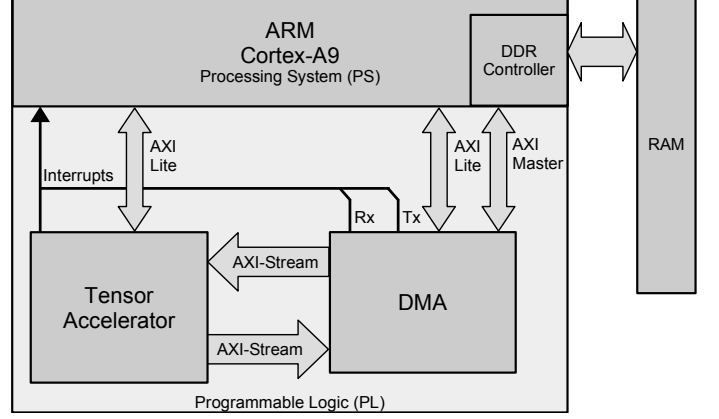 ARM
Cortex-A9
Processing System (PS)
DDR
Controller
RAM
AXI
Lite
AXI
Lite
AXI
Master
Interrupts
Rx
Tx
AXI-Stream
Tensor
Accelerator
DMA
AXI-Stream
Programmable Logic (PL)